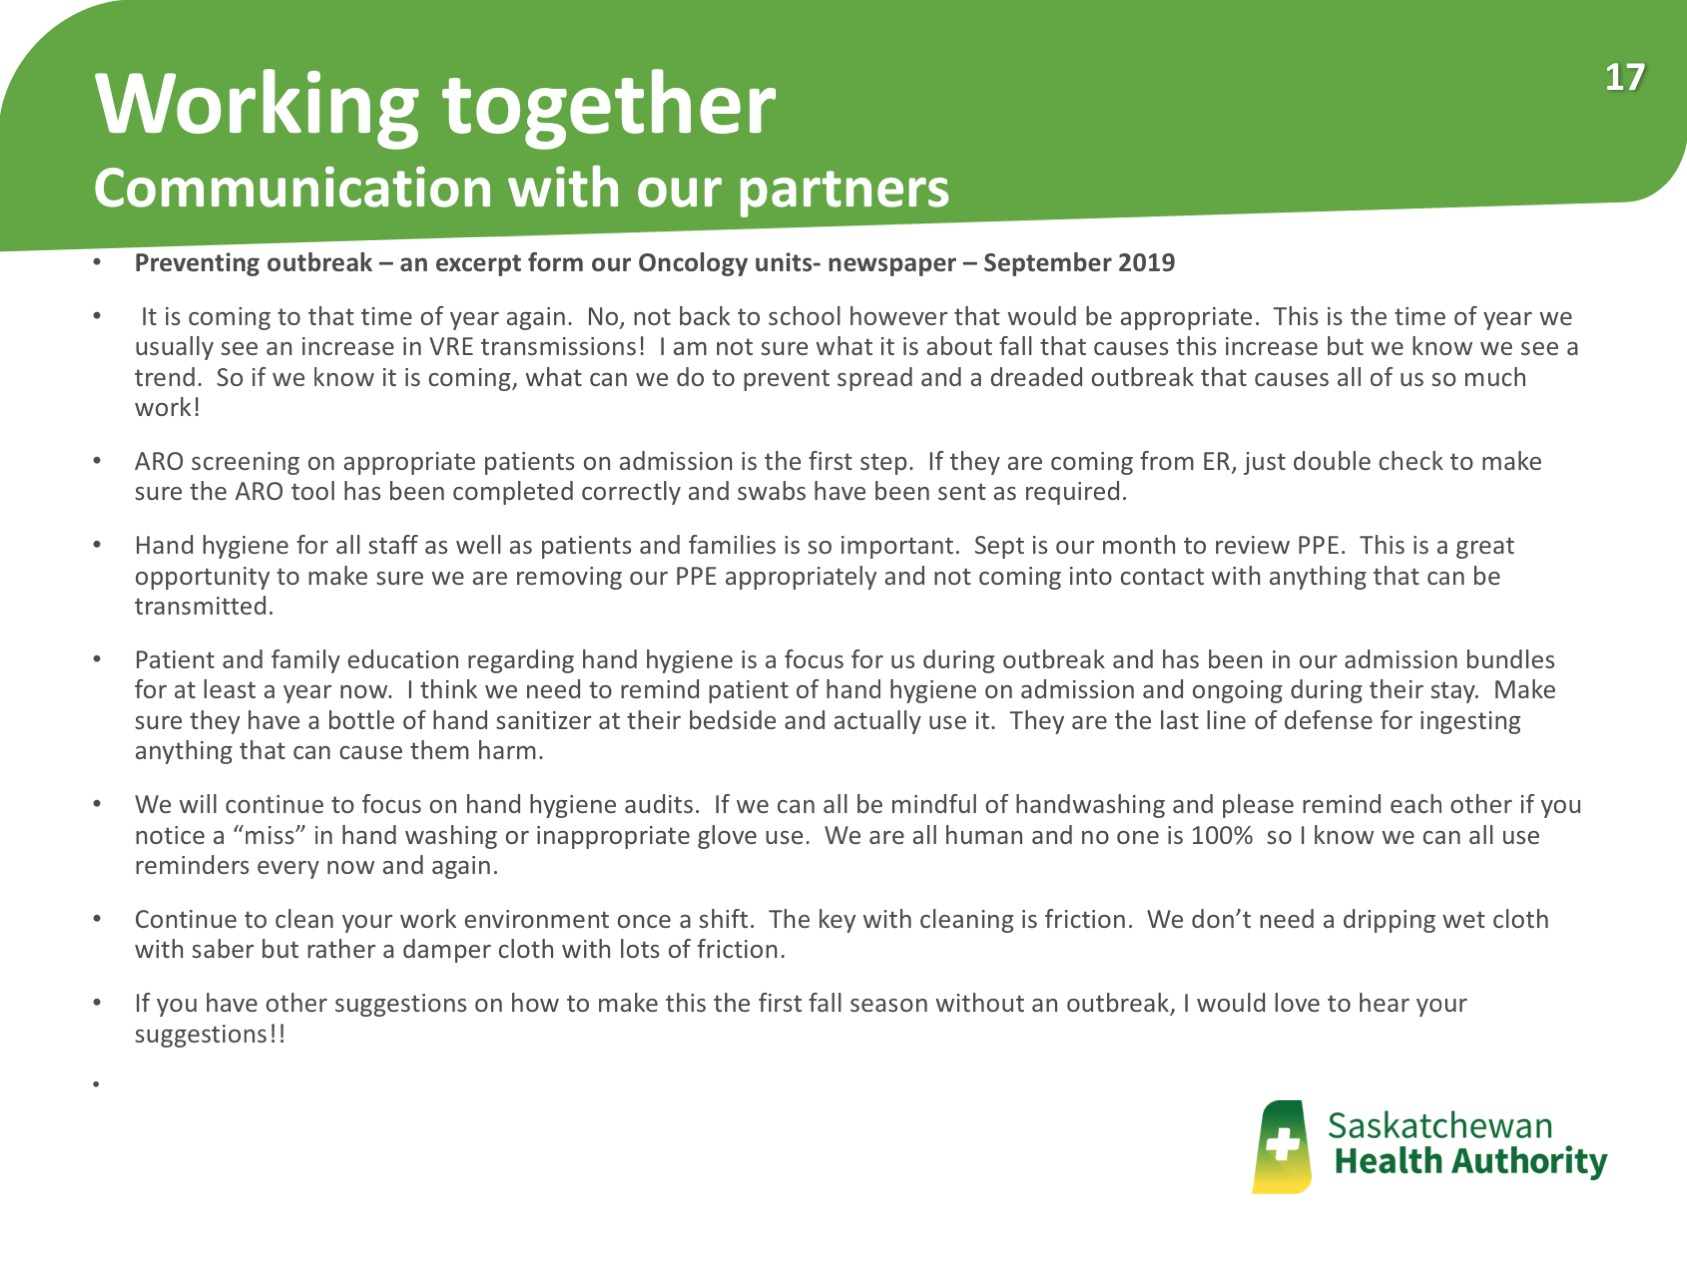 17
Working together
Communication with our partners
• Preventing outbreak – an excerpt form our Oncology units- newspaper – September 2019
• It is coming to that time of year again.  No, not back to school however that would be appropriate.  This is the time of year we
usually see an increase in VRE transmissions!  I am not sure what it is about fall that causes this increase but we know we see a
trend.  So if we know it is coming, what can we do to prevent spread and a dreaded outbreak that causes all of us so much
work!
• ARO screening on appropriate patients on admission is the first step.  If they are coming from ER, just double check to make
sure the ARO tool has been completed correctly and swabs have been sent as required.
• Hand hygiene for all staff as well as patients and families is so important.  Sept is our month to review PPE.  This is a great
opportunity to make sure we are removing our PPE appropriately and not coming into contact with anything that can be
transmitted.
• Patient and family education regarding hand hygiene is a focus for us during outbreak and has been in our admission bundles
for at least a year now.  I think we need to remind patient of hand hygiene on admission and ongoing during their stay.  Make
sure they have a bottle of hand sanitizer at their bedside and actually use it.  They are the last line of defense for ingesting
anything that can cause them harm.
• We will continue to focus on hand hygiene audits.  If we can all be mindful of handwashing and please remind each other if you
notice a “miss” in hand washing or inappropriate glove use.  We are all human and no one is 100%  so I know we can all use
reminders every now and again.
• Continue to clean your work environment once a shift.  The key with cleaning is friction.  We don’t need a dripping wet cloth
with saber but rather a damper cloth with lots of friction.
• If you have other suggestions on how to make this the first fall season without an outbreak, I would love to hear your
suggestions!!
•
Saskatchewan
Health Authority